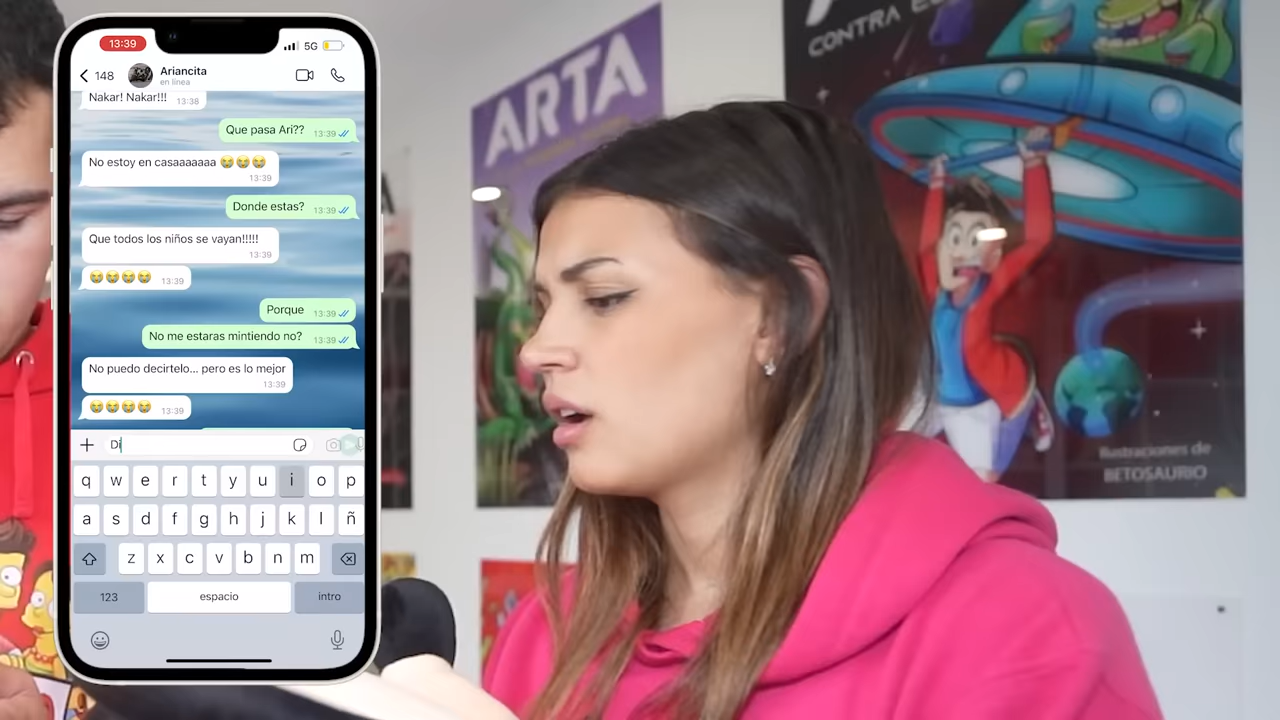 13:39
5G
148
Ariancita
en línea
Nakar! Nakar!!! 13:38
Que pasa Ari?? 13:39
No estoy en casaaaaaaa 😭😭😭
13:39
Donde estas? 13:39
Que todos los niños se vayan!!!!!
13:39
😭😭😭😭 13:39
Porque 13:39
No me estaras mintiendo no? 13:39
No puedo decirtelo... pero es lo mejor
13:39
😭😭😭😭 13:39
Di
q w e r t y u i o p
a s d f g h j k l ñ
z x c v b n m
123 espacio intro
ARTA
CONTRA
Ilustraciones de
BETOSAURIO